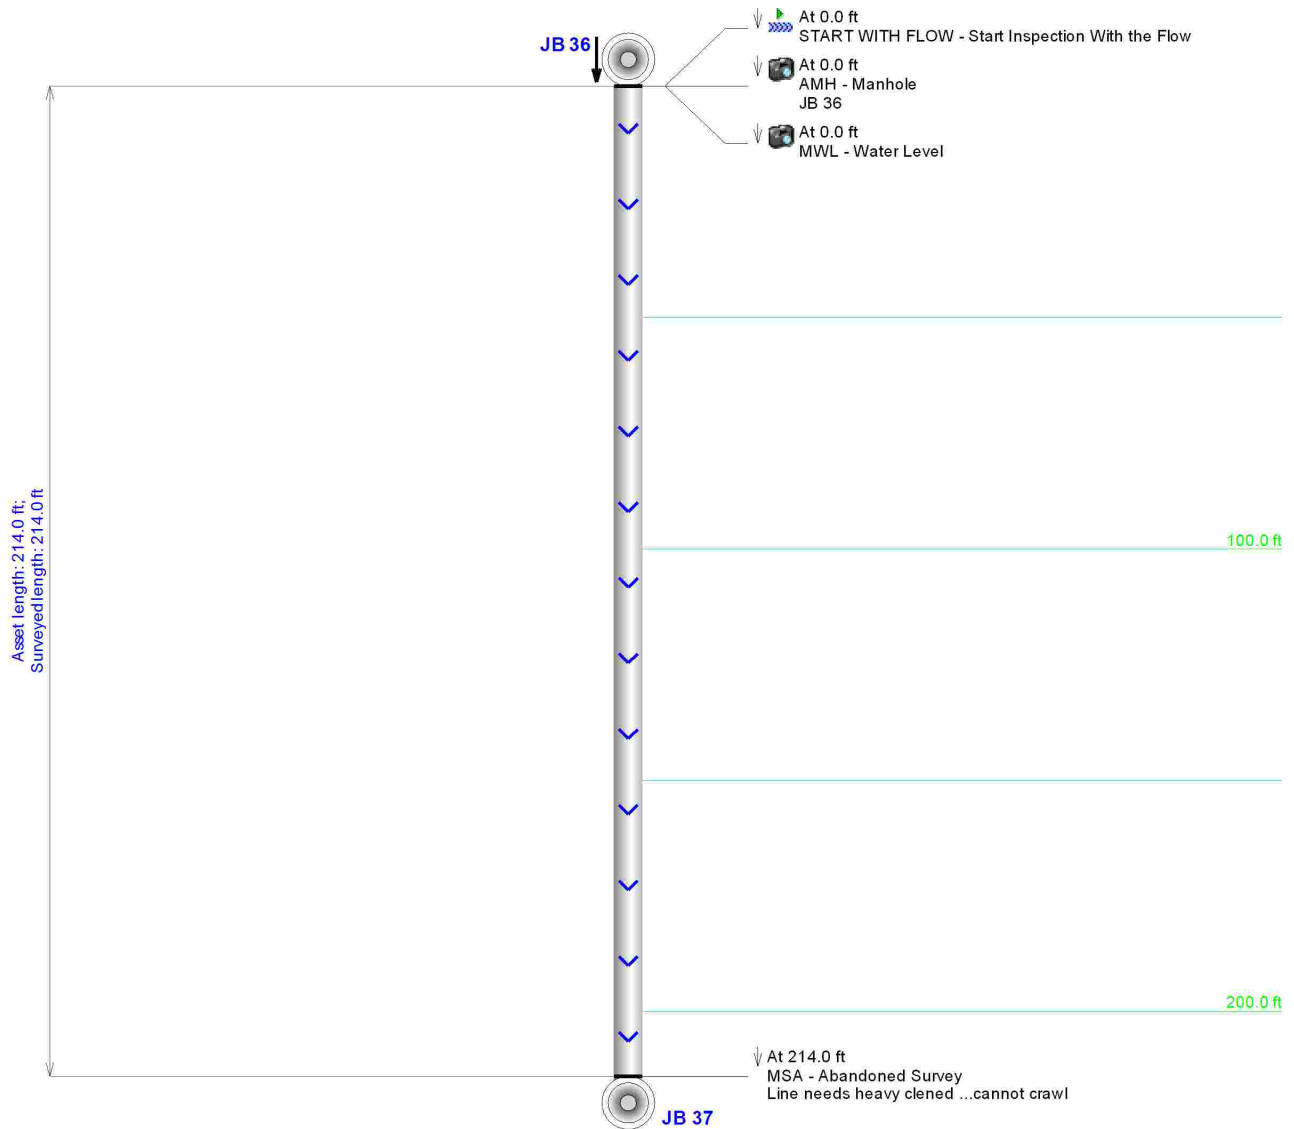 JB 36
At 0.0 ft
START WITH FLOW - Start Inspection With the Flow
At 0.0 ft
AMH - Manhole
JB 36
At 0.0 ft
MWL - Water Level
Asset length: 214.0 ft;
Surveyed length: 214.0 ft
100.0 ft
200.0 ft
At 214.0 ft
MSA - Abandoned Survey
Line needs heavy clened ...cannot crawl
JB 37